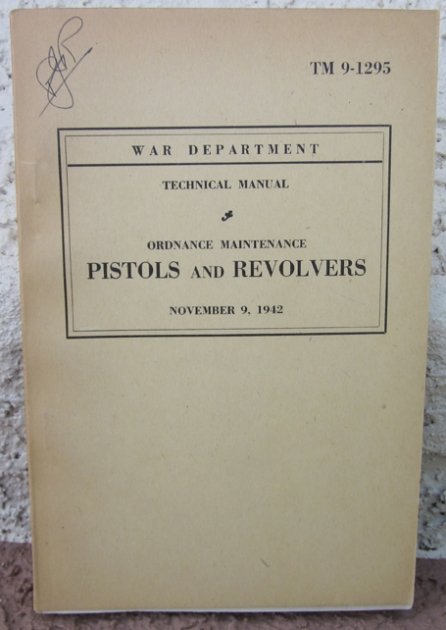 TM 9-1295
WAR DEPARTMENT
TECHNICAL MANUAL
ORDNANCE MAINTENANCE
PISTOLS AND REVOLVERS
NOVEMBER 9, 1942